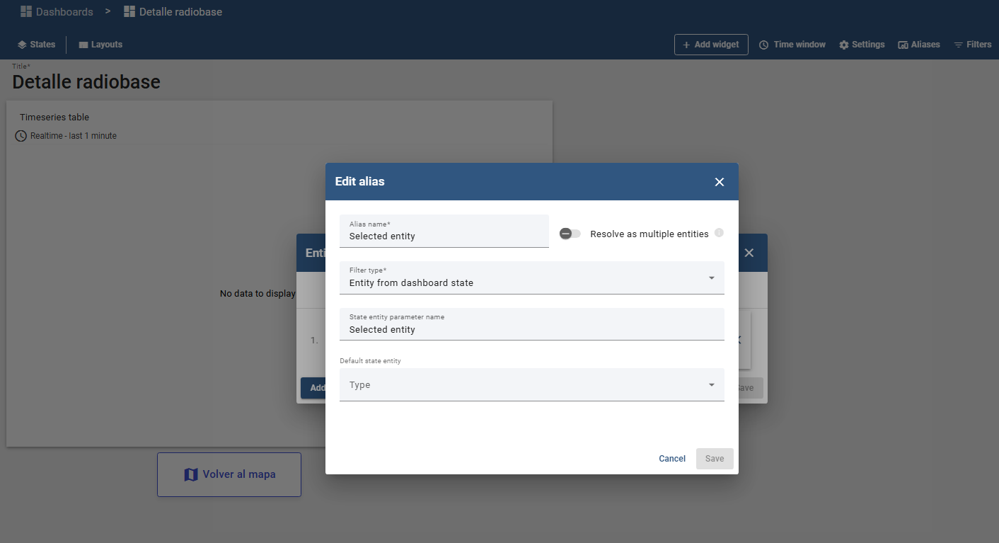 Dashboards > Detalle radiobase
States Layouts Add widget Time window Settings Aliases Filters
Title*
Detalle radiobase
Timeseries table
Realtime - last 1 minute
Edit alias
Alias name*
Selected entity
Resolve as multiple entities
Filter type*
Entity from dashboard state
No data to display
State entity parameter name
Selected entity
1.
Default state entity
Type
Add
Cancel Save
Volver al mapa